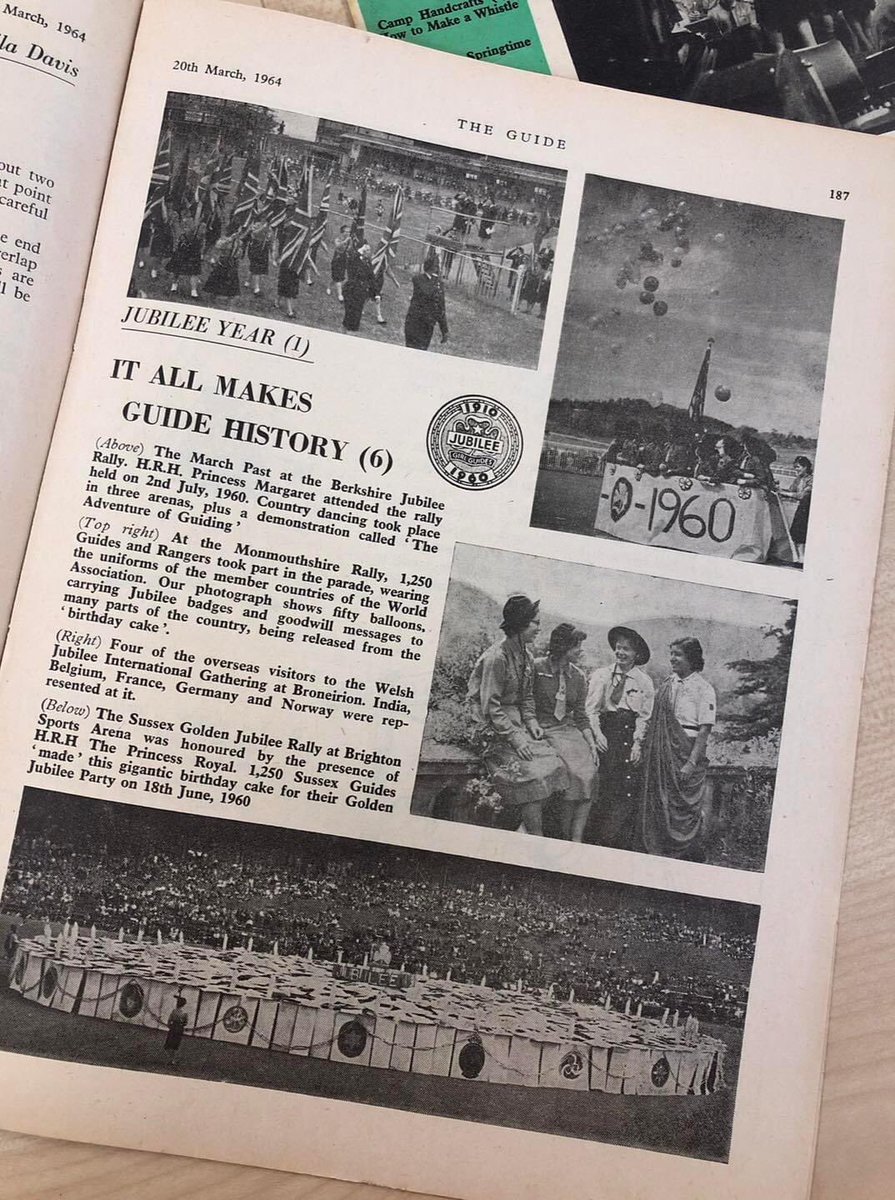 Camp Handcrafts
How to Make a Whistle
Springtime
March, 1964
la Davis
out two
t point
careful
e end
verlap
s are
l be
20th March, 1964
THE GUIDE
187
JUBILEE YEAR (1)
IT ALL MAKES
GUIDE HISTORY (6)
1910
JUBILEE
GIRL GUIDES
1960
(Above) The March Past at the Berkshire Jubilee
Rally. H.R.H. Princess Margaret attended the rally
held on 2nd July, 1960. Country dancing took place
in three arenas, plus a demonstration called 'The
Adventure of Guiding'
(Top right) At the Monmouthshire Rally, 1,250
Guides and Rangers took part in the parade, wearing
the uniforms of the member countries of the World
Association. Our photograph shows fifty balloons,
carrying Jubilee badges and goodwill messages to
many parts of the country, being released from the
'birthday cake'.
(Right) Four of the overseas visitors to the Welsh
Jubilee International Gathering at Broneirion. India,
Belgium, France, Germany and Norway were rep-
resented at it.
(Below) The Sussex Golden Jubilee Rally at Brighton
Sports Arena was honoured by the presence of
H.R.H The Princess Royal. 1,250 Sussex Guides
'made' this gigantic birthday cake for their Golden
Jubilee Party on 18th June, 1960
-0-1960
JUBILEE